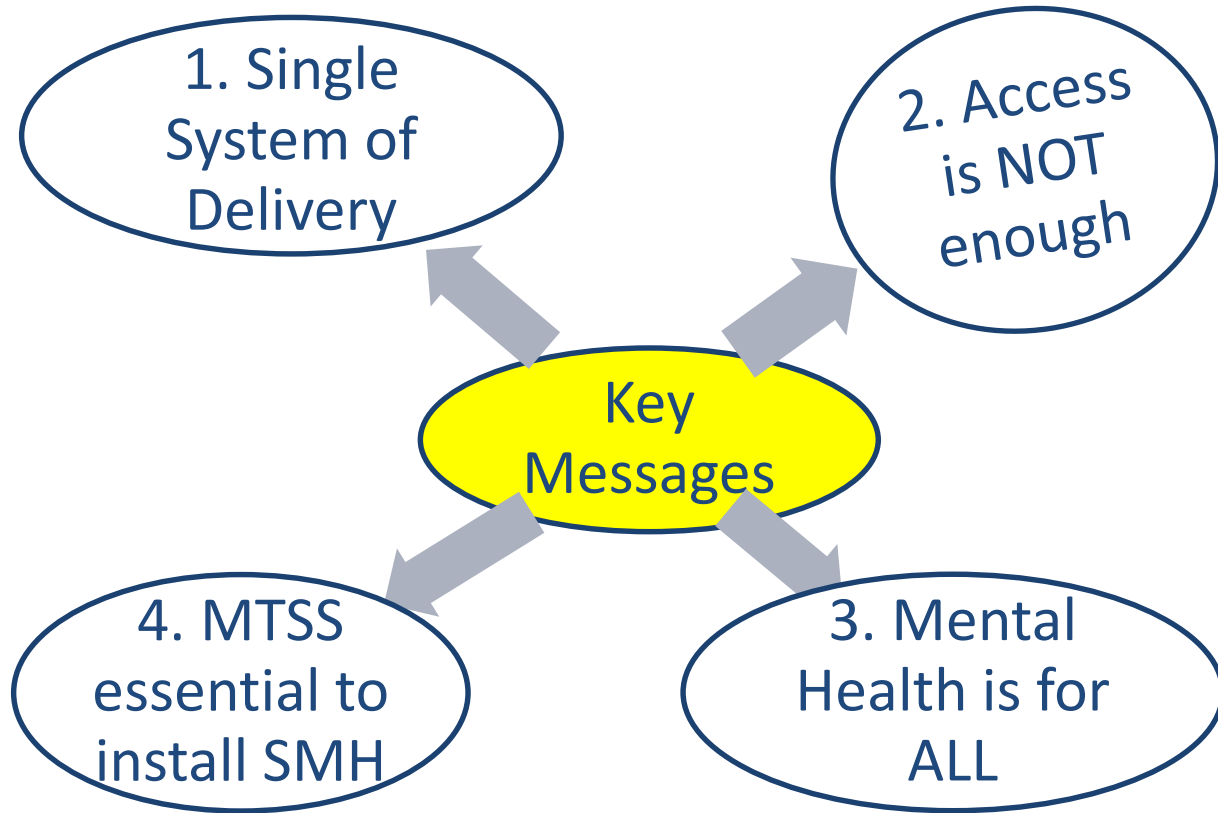 1. Single
System of
Delivery
2. Access
is NOT
enough
Key
Messages
4. MTSS
essential to
install SMH
3. Mental
Health is for
ALL